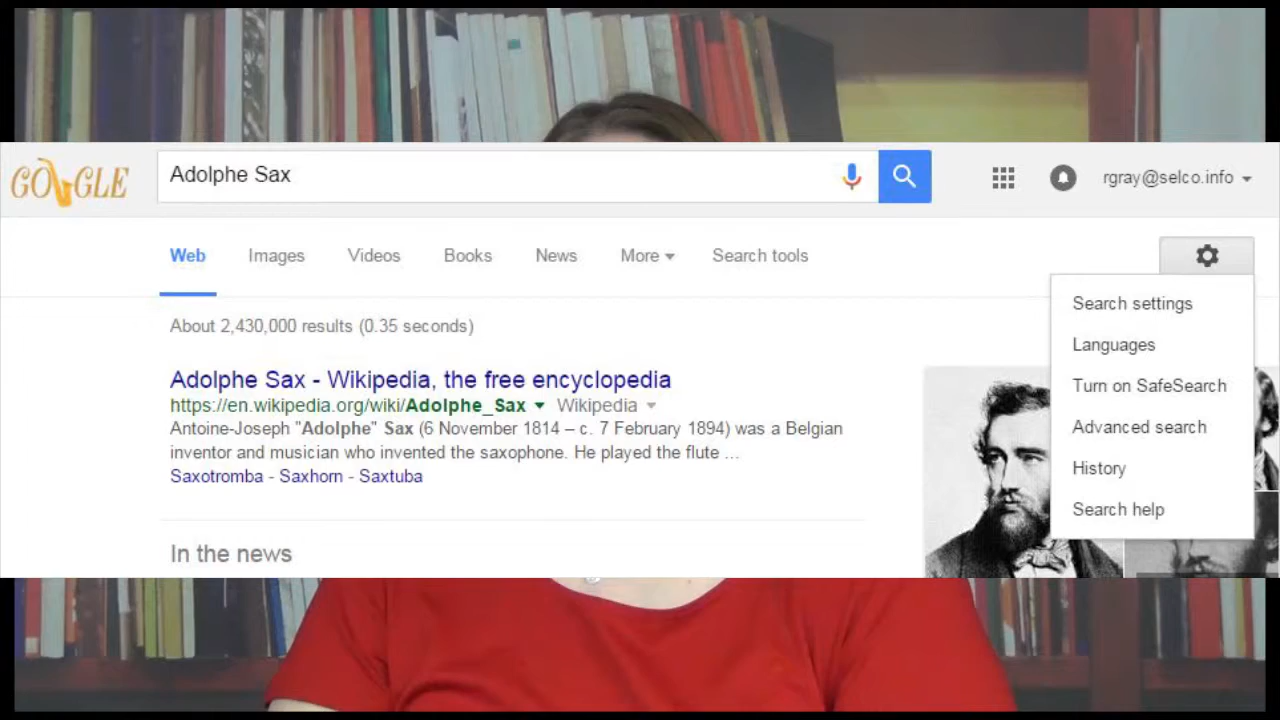 GOOGLE
Adolphe Sax
rgray@selco.info
Web Images Videos Books News More Search tools
Search settings
Languages
Turn on SafeSearch
Advanced search
History
Search help
About 2,430,000 results (0.35 seconds)
Adolphe Sax - Wikipedia, the free encyclopedia
https://en.wikipedia.org/wiki/Adolphe_Sax Wikipedia
Antoine-Joseph "Adolphe" Sax (6 November 1814 – c. 7 February 1894) was a Belgian
inventor and musician who invented the saxophone. He played the flute ...
Saxotromba - Saxhorn - Saxtuba
In the news